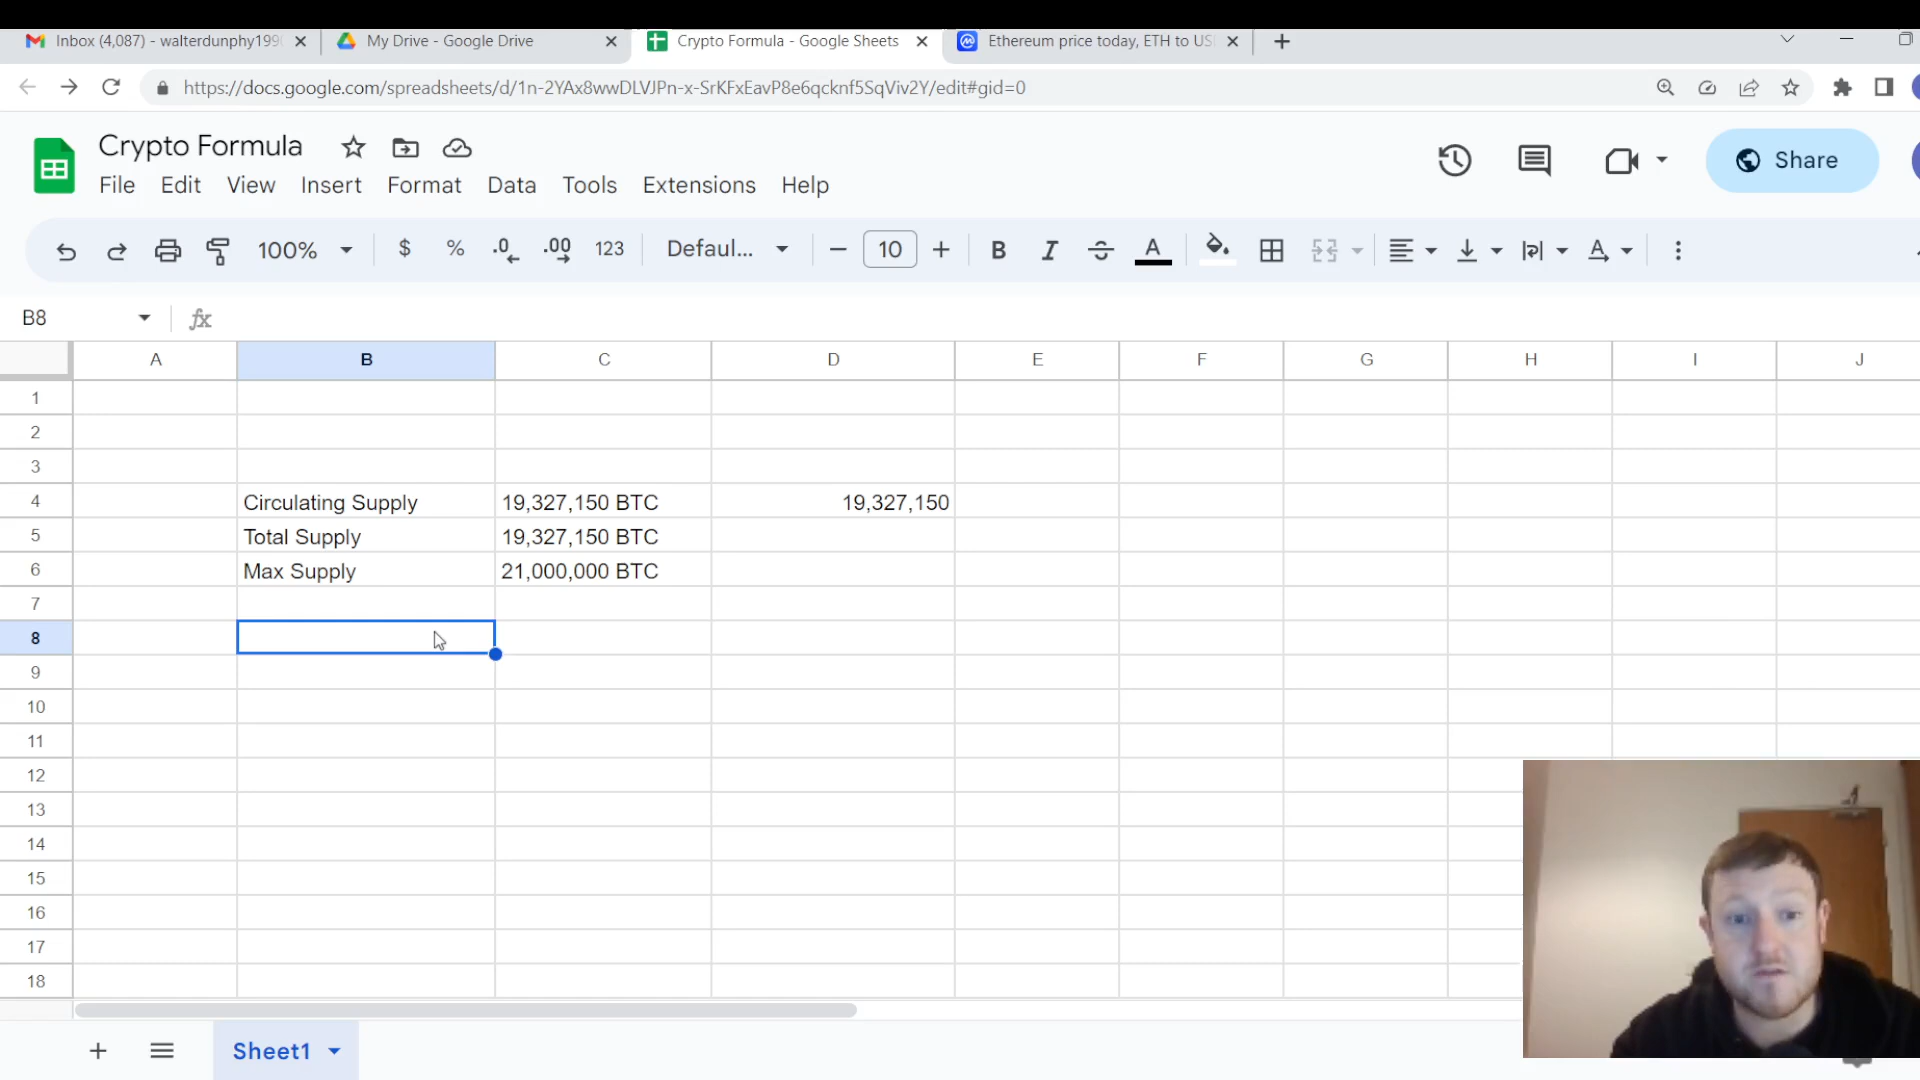 Inbox (4,087) - walterdunphy199
My Drive - Google Drive
Crypto Formula - Google Sheets
Ethereum price today, ETH to US
https://docs.google.com/spreadsheets/d/1n-2YAx8wwDLVJPn-x-SrKFxEavP8e6qcknf5SqViv2Y/edit#gid=0
Crypto Formula
File Edit View Insert Format Data Tools Extensions Help
Share
100% $ % .0 .00 123 Defaul... 10 B I A
B8 fx
A B C D E F G H I J
1
2
3
4 Circulating Supply 19,327,150 BTC 19,327,150
5 Total Supply 19,327,150 BTC
6 Max Supply 21,000,000 BTC
7
8
9
10
11
12
13
14
15
16
17
18
Sheet1